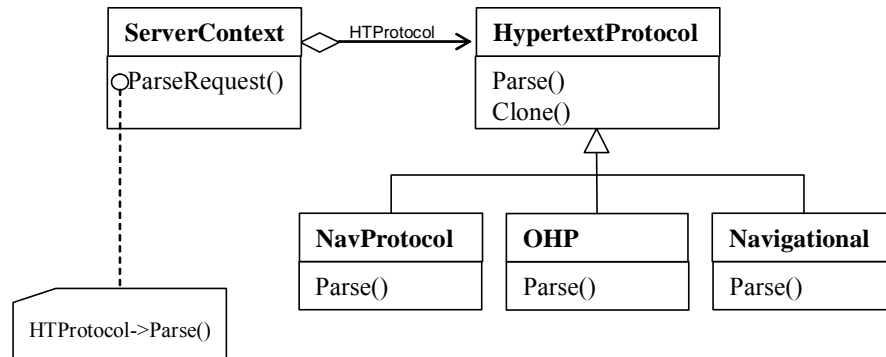 ServerContext
HTProtocol
HypertextProtocol
ParseRequest()
Parse()
Clone()
NavProtocol
OHP
Navigational
Parse()
Parse()
Parse()
HTProtocol->Parse()